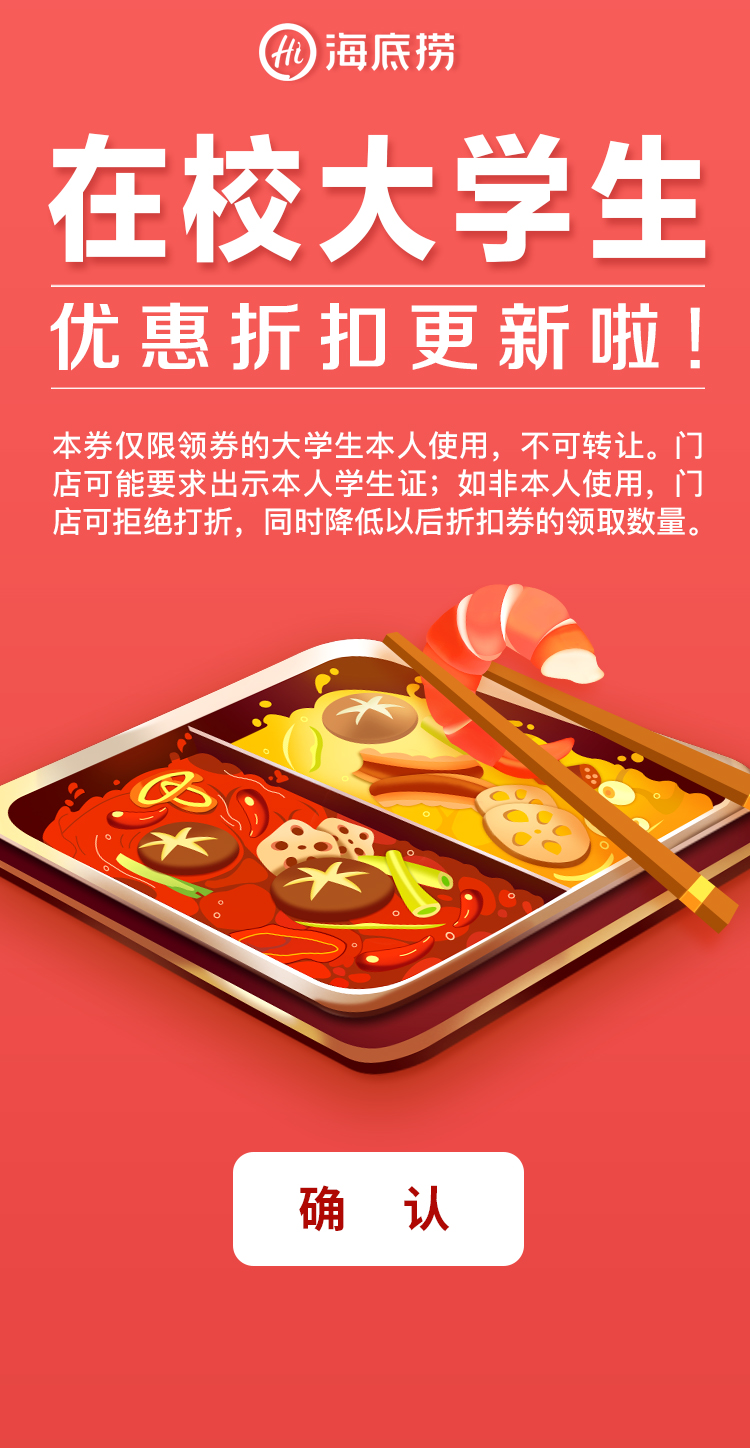 Hi 海底捞
在校大学生
优惠折扣更新啦！
本券仅限领券的大学生本人使用，不可转让。门
店可能要求出示本人学生证；如非本人使用，门
店可拒绝打折，同时降低以后折扣券的领取数量。
确 认